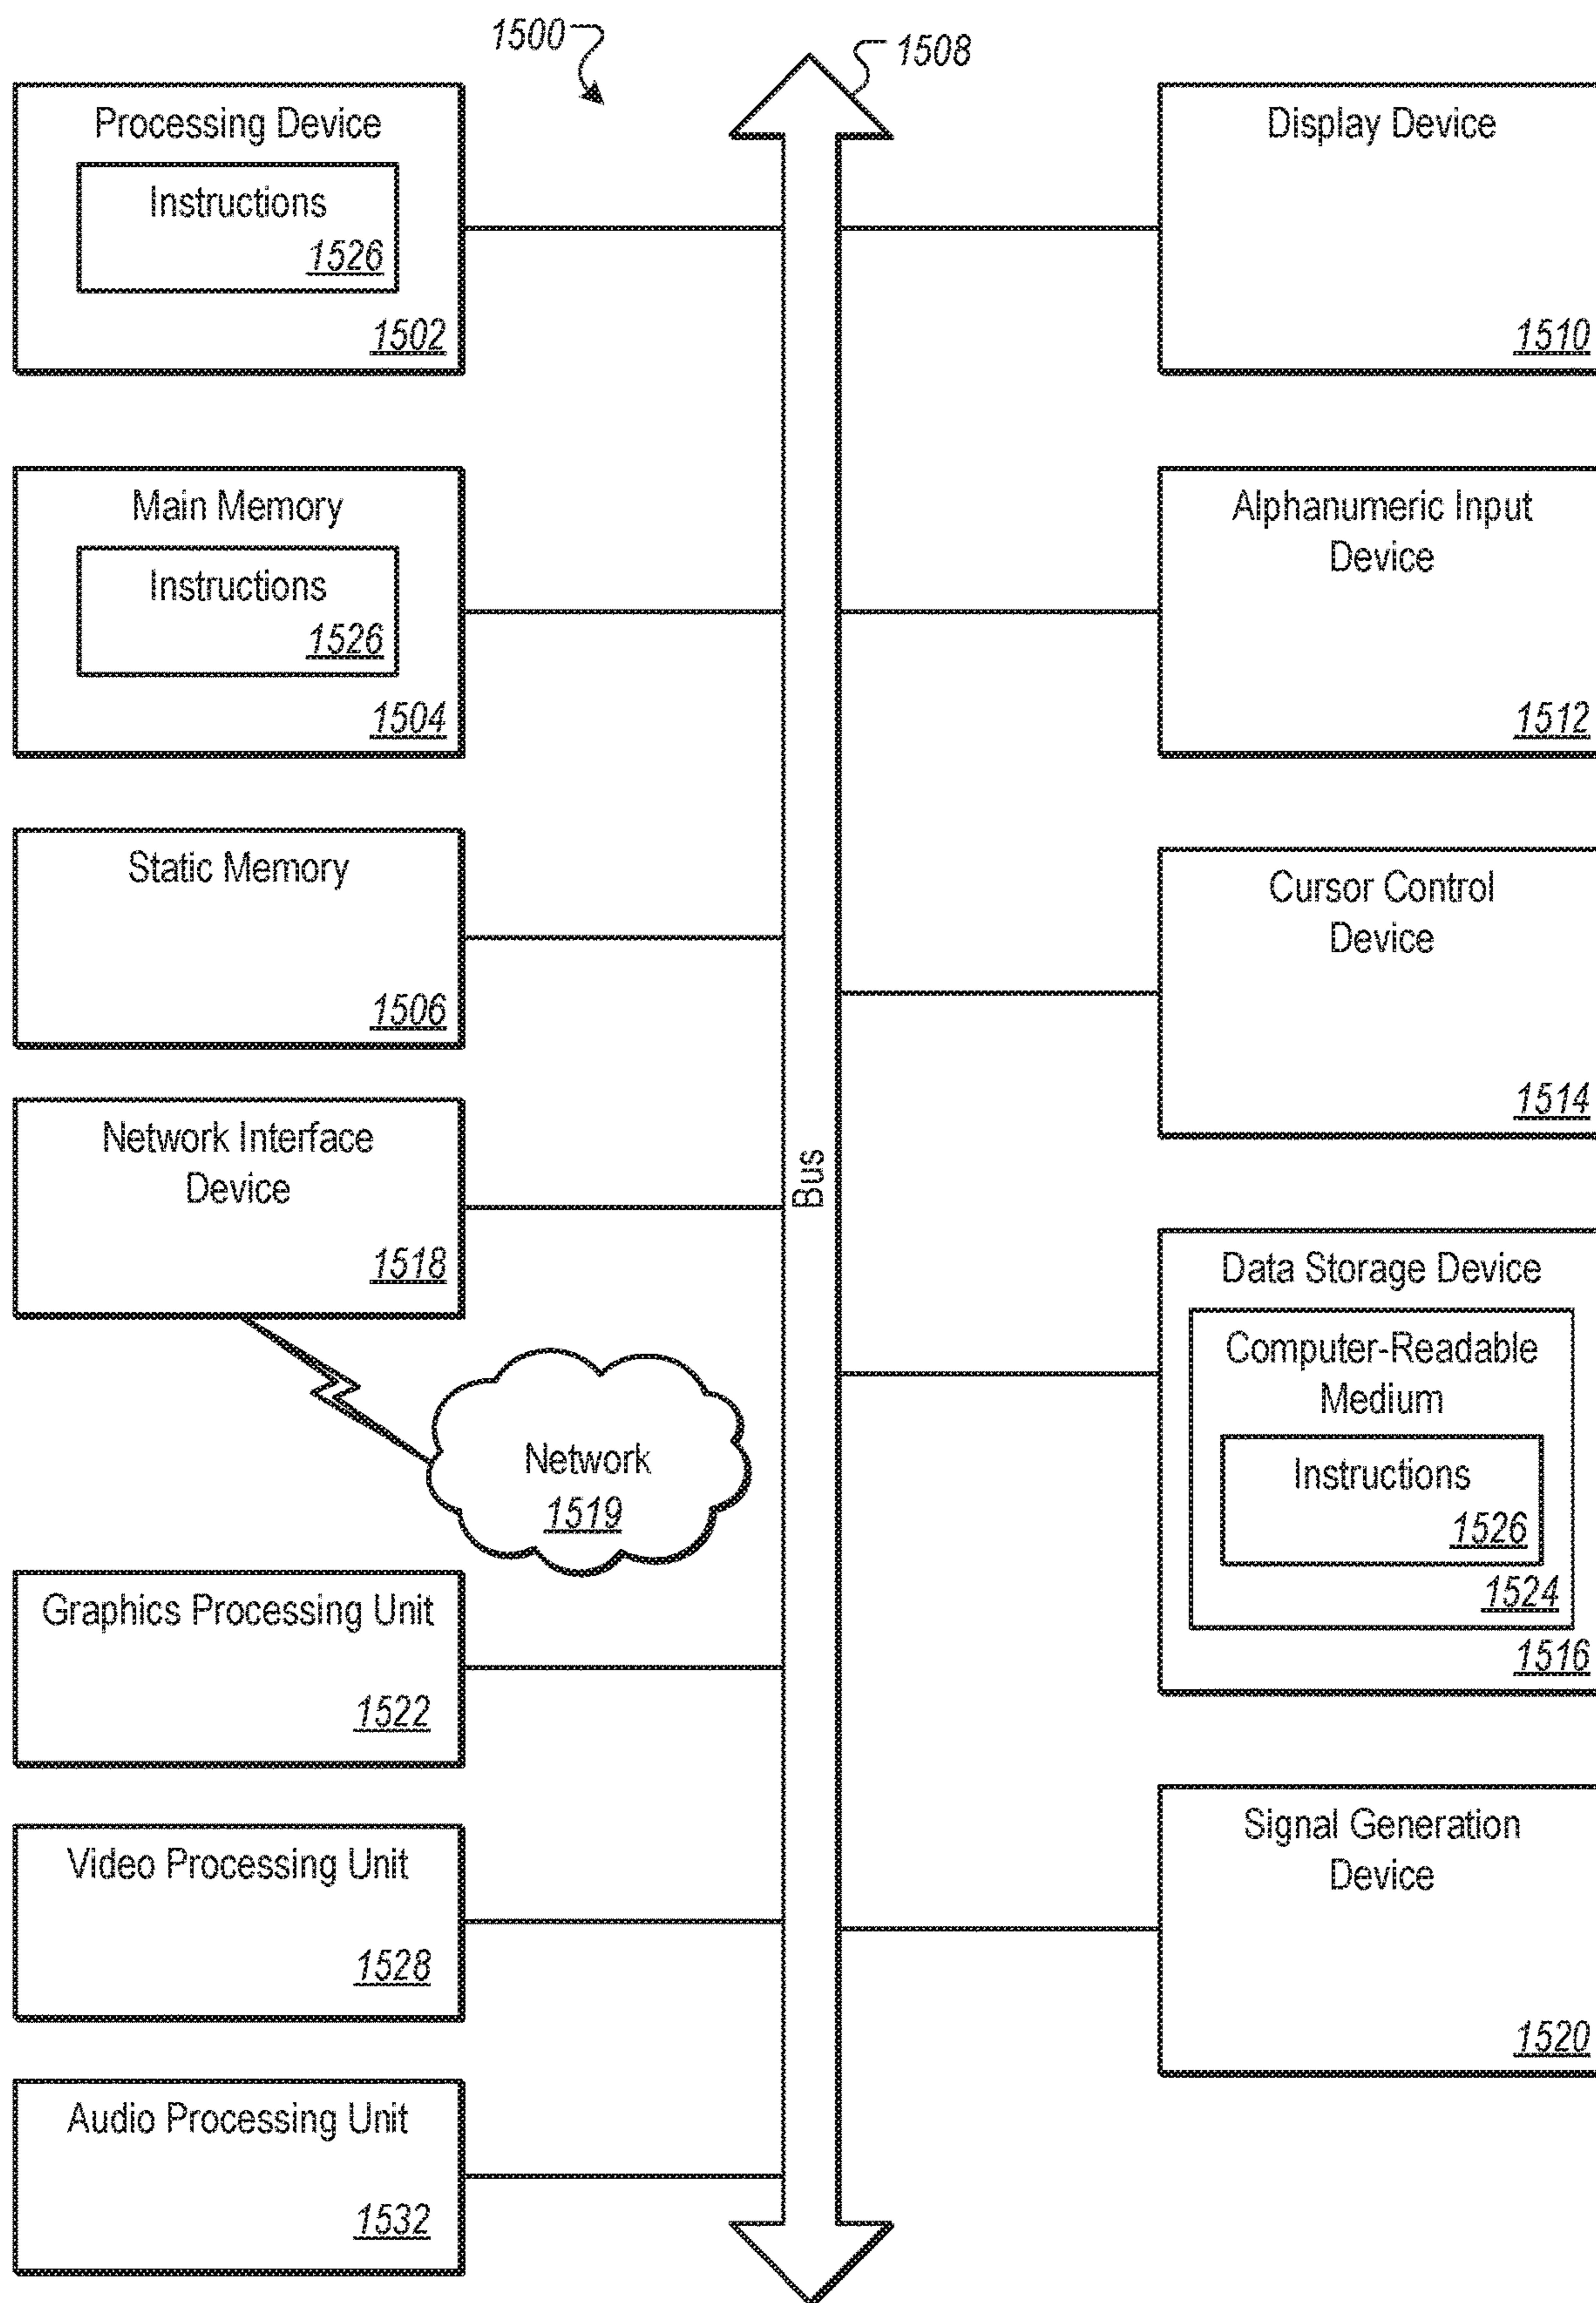 1500
1508
Processing Device
Instructions
1526
1502
Main Memory
Instructions
1526
1504
Static Memory
1506
Network Interface
Device
1518
Network
1519
Graphics Processing Unit
1522
Video Processing Unit
1528
Audio Processing Unit
1532
Bus
Display Device
1510
Alphanumeric Input
Device
1512
Cursor Control
Device
1514
Data Storage Device
Computer-Readable
Medium
Instructions
1526
1524
1516
Signal Generation
Device
1520